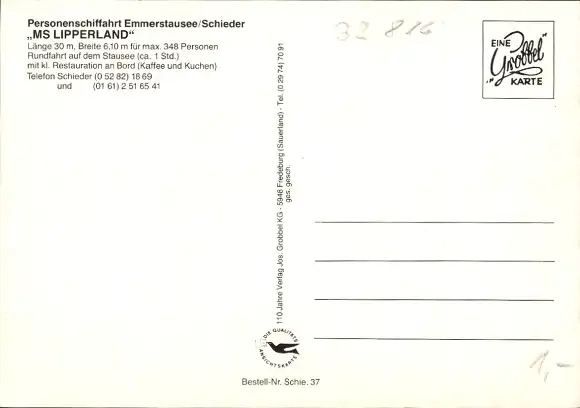 Personenschiffahrt Emmerstausee/Schieder
„MS LIPPERLAND“
Länge 30 m, Breite 6,10 m für max. 348 Personen
Rundfahrt auf dem Stausee (ca. 1 Std.)
mit kl. Restauration an Bord (Kaffee und Kuchen)
Telefon Schieder (0 52 82) 18 69
und (01 61) 2 51 65 41
32 816
EINE
„Grobbel“
KARTE
110 Jahre Verlag Jos. Grobbel KG - 5948 Fredeburg (Sauerland) - Tel. (0 29 74) 70 91
ges. gesch.
DIE QUALITÄTS
ANSICHTSKARTE
Bestell-Nr. Schie. 37
1,-